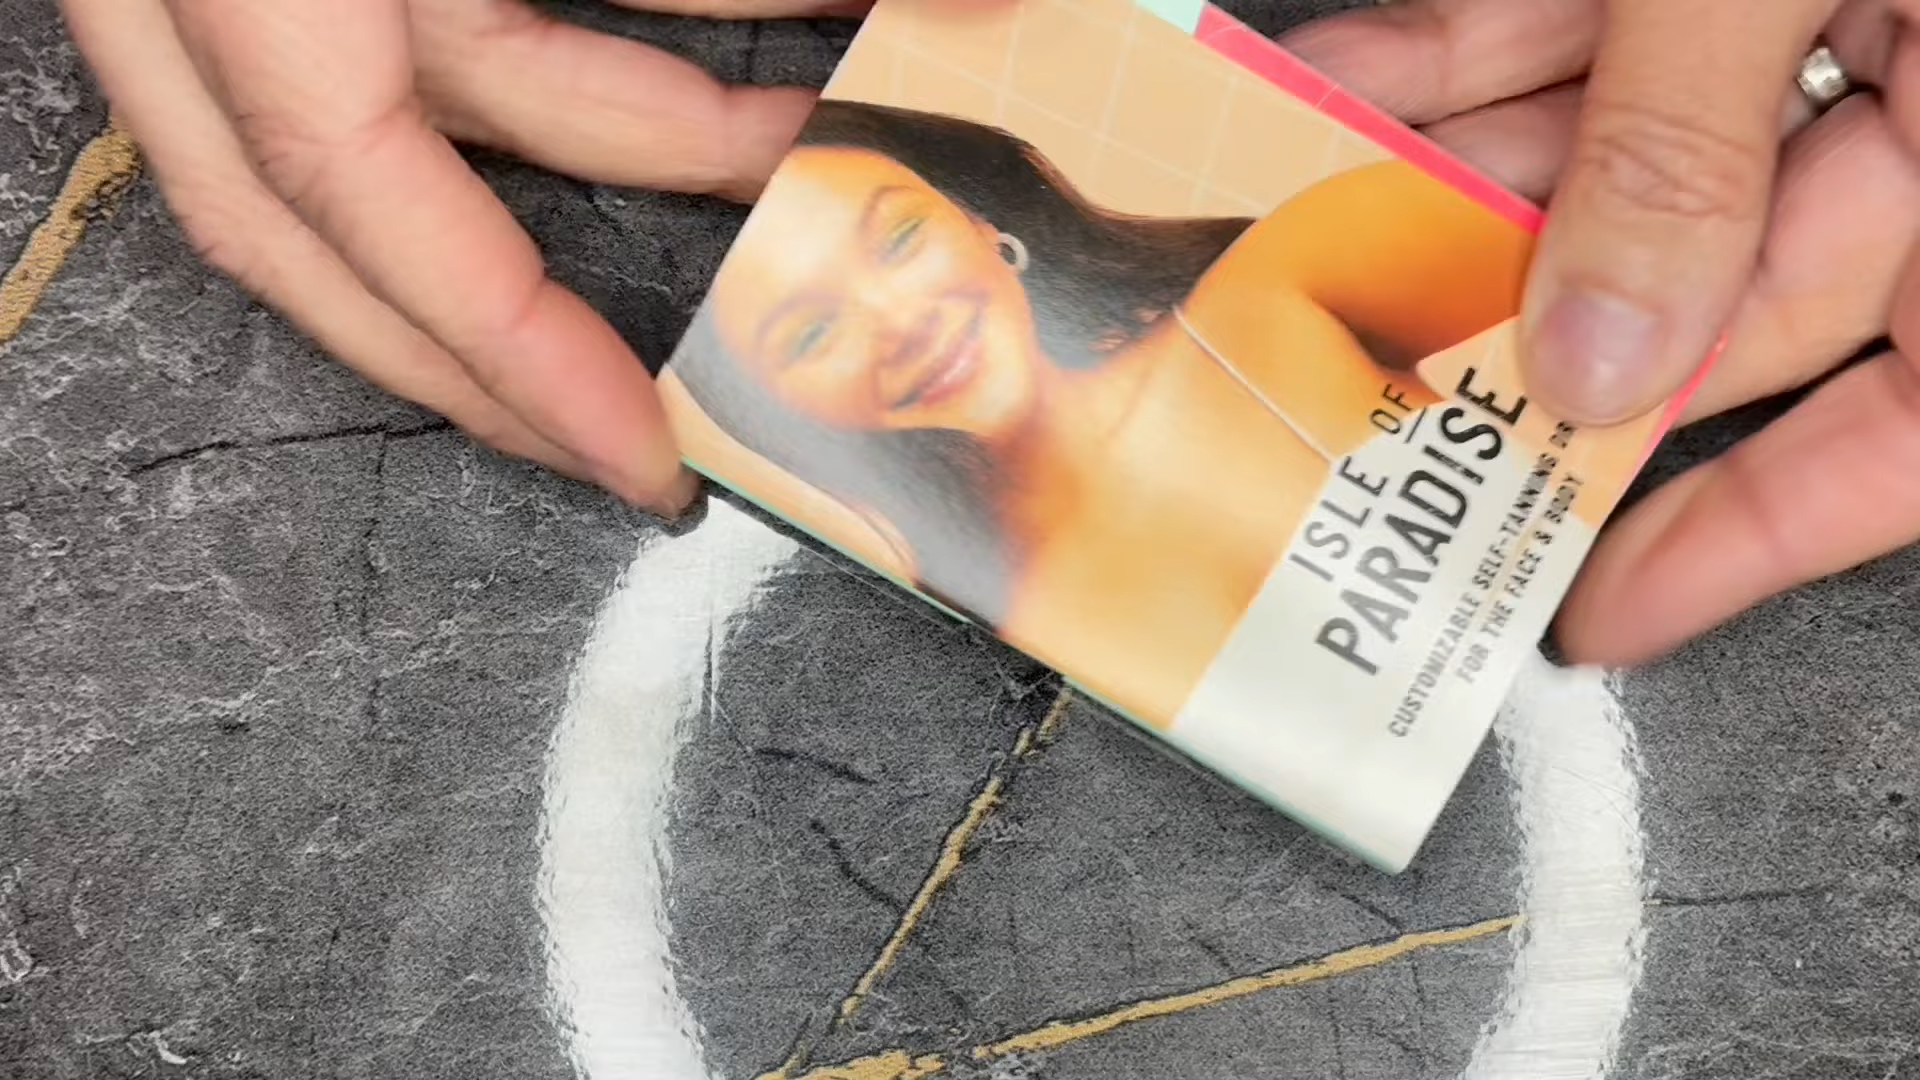 ISLE OF
PARADISE
CUSTOMIZABLE SELF-TANNING
FOR THE FACE & BODY